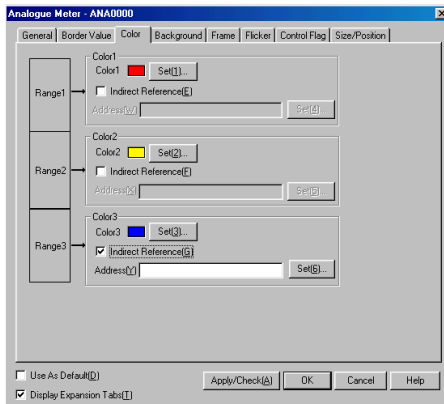 Analogue Meter - ANA0000
General Border Value Color Background Frame Flicker Control Flag Size/Position
Color1
Color1 Set(1)...
Range1
Indirect Reference(E)
Address(W) Set(4)...
Color2
Color2 Set(2)...
Range2
Indirect Reference(F)
Address(X) Set(5)...
Color3
Color3 Set(3)...
Range3
Indirect Reference(G)
Address(Y) Set(6)...
Use As Default(D)
Apply/Check(A) OK Cancel Help
Display Expansion Tabs(T)